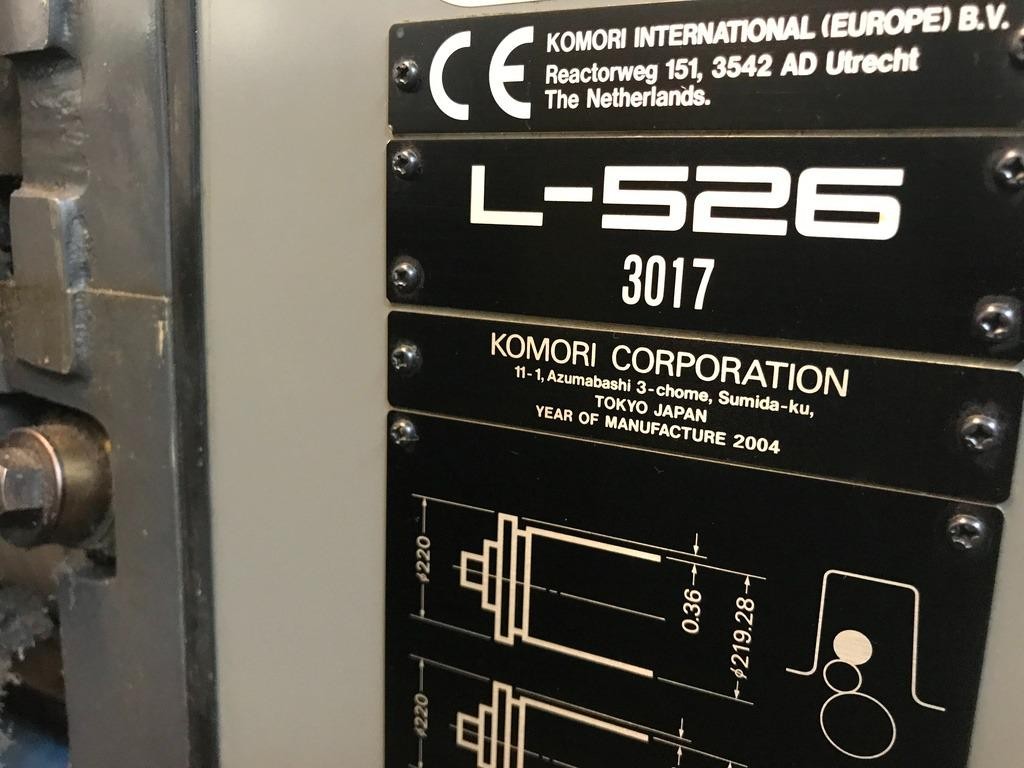 CE
KOMORI INTERNATIONAL (EUROPE) B.V.
Reactorweg 151, 3542 AD Utrecht
The Netherlands.
L-526
3017
KOMORI CORPORATION
11-1, Azumabashi 3-chome, Sumida-ku,
TOKYO JAPAN
YEAR OF MANUFACTURE 2004
φ220
0.36
φ219.28
φ220